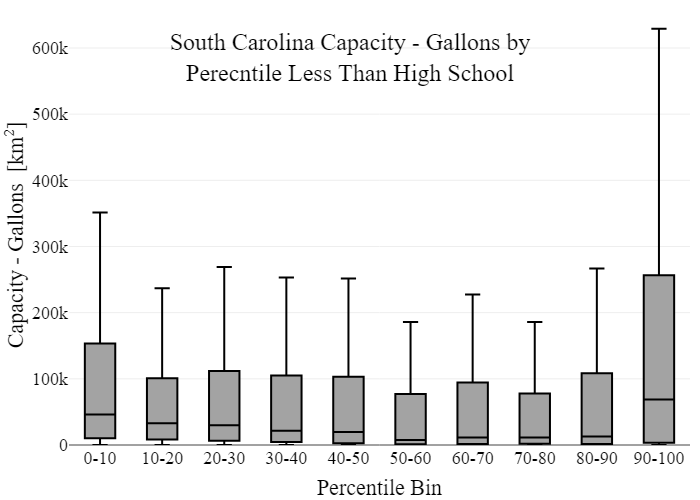 South Carolina Capacity - Gallons by
Perecntile Less Than High School
Capacity - Gallons [km²]
600k
500k
400k
300k
200k
100k
0
0-10 10-20 20-30 30-40 40-50 50-60 60-70 70-80 80-90 90-100
Percentile Bin